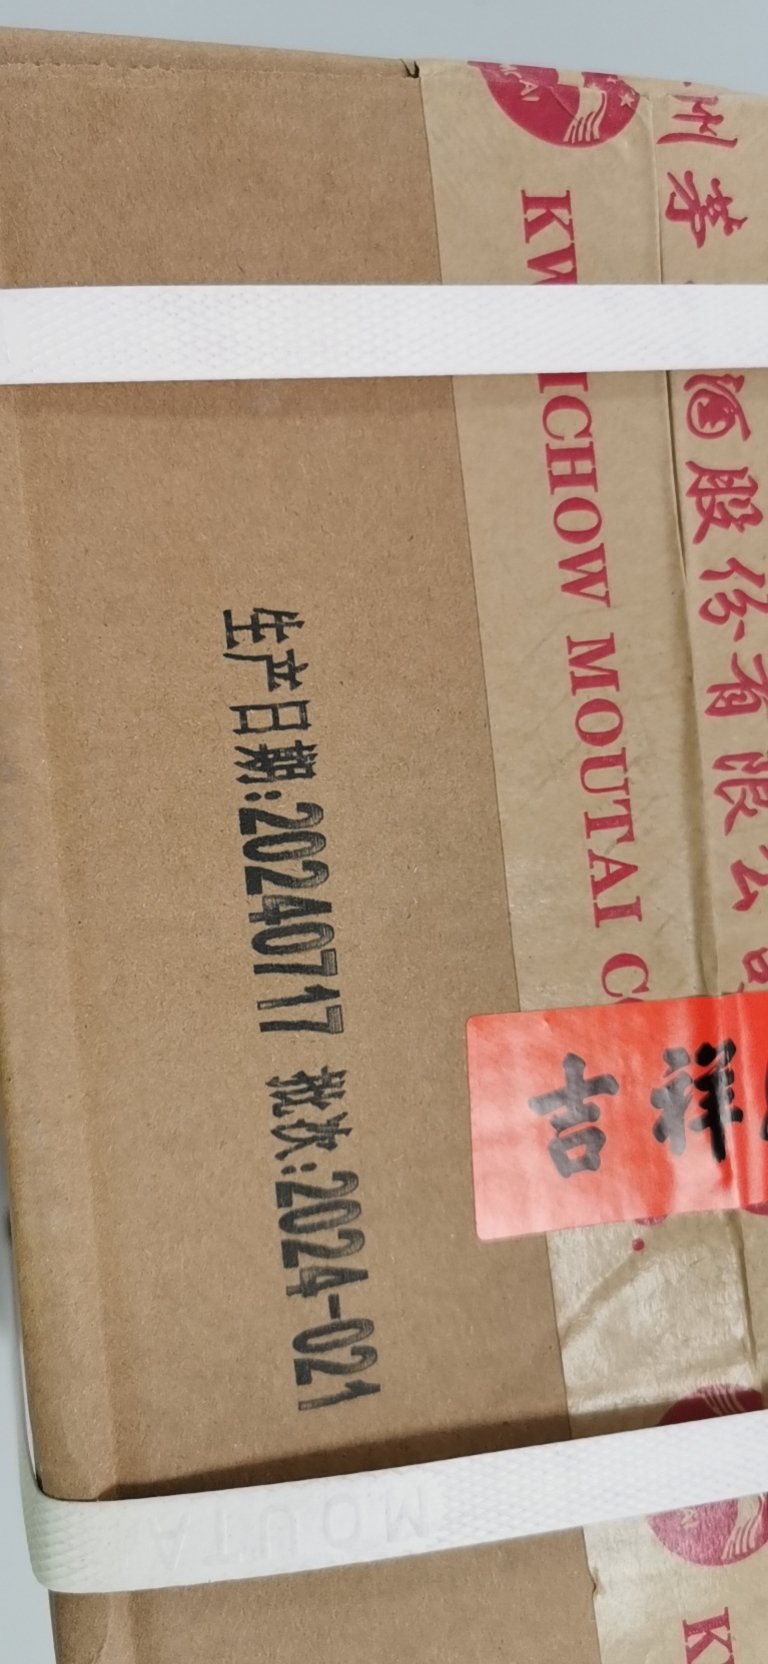 州茅 酒股份有限公司
KW ICHOW MOUTAI C
吉祥
生产日期:20240717 批次:2024-021
MOUTA
K